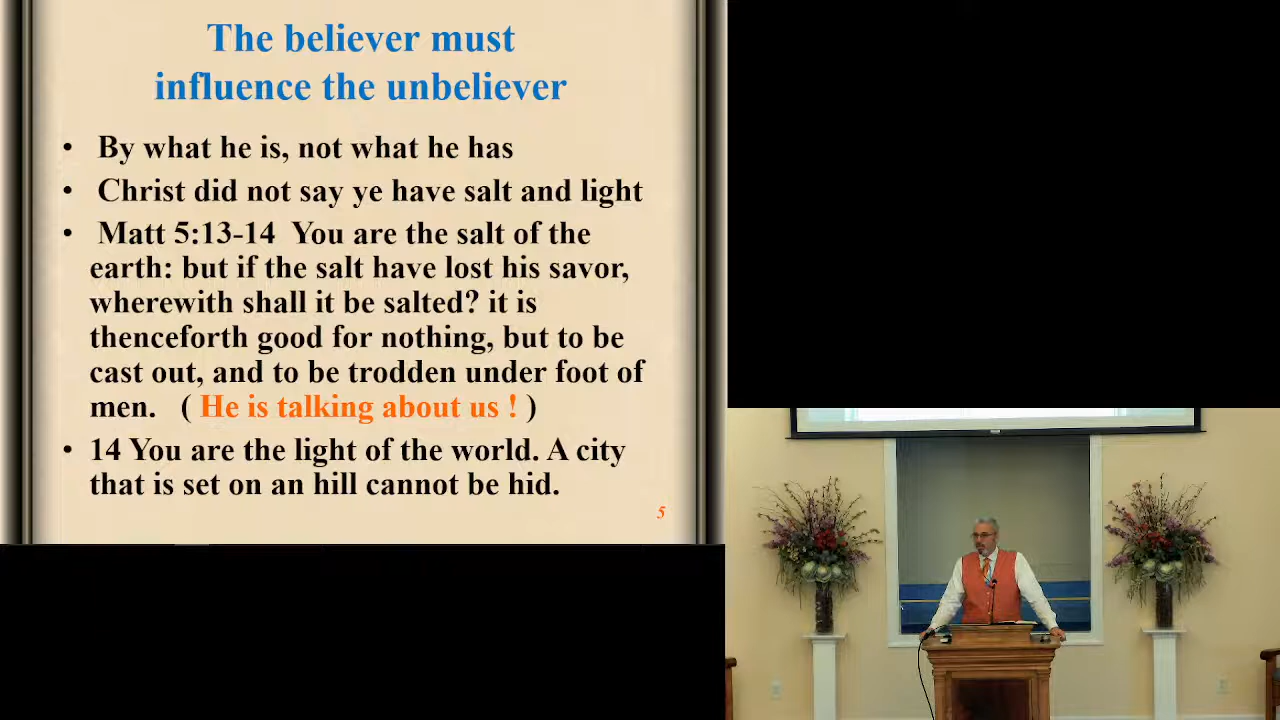 The believer must
influence the unbeliever
• By what he is, not what he has
• Christ did not say ye have salt and light
• Matt 5:13-14 You are the salt of the
earth: but if the salt have lost his savor,
wherewith shall it be salted? it is
thenceforth good for nothing, but to be
cast out, and to be trodden under foot of
men. ( He is talking about us ! )
• 14 You are the light of the world. A city
that is set on an hill cannot be hid.
5